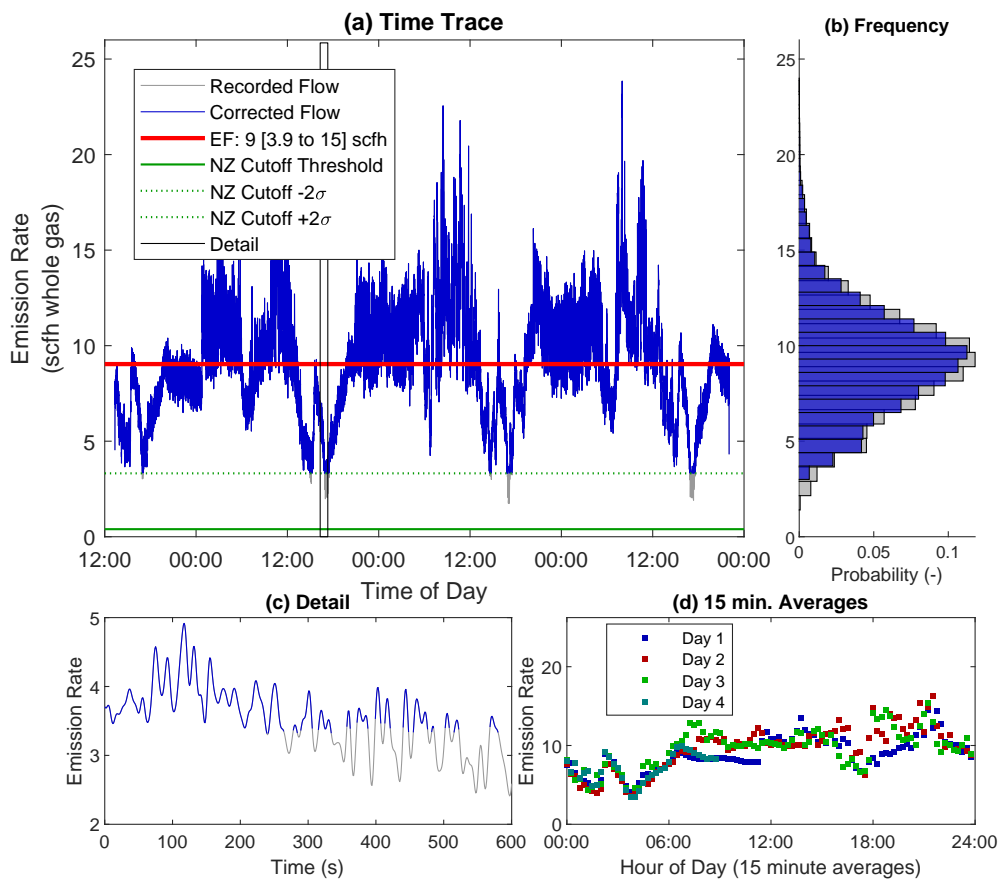 (a) Time Trace
Emission Rate
(scfh whole gas)
25
20
15
10
5
0
Recorded Flow
Corrected Flow
EF: 9 [3.9 to 15] scfh
NZ Cutoff Threshold
NZ Cutoff -2σ
NZ Cutoff +2σ
Detail
12:00 00:00 12:00 00:00 12:00 00:00 12:00 00:00
Time of Day
(b) Frequency
25
20
15
10
5
0
0 0.05 0.1
Probability (-)
(c) Detail
Emission Rate
5
4
3
2
0 100 200 300 400 500 600
Time (s)
(d) 15 min. Averages
Emission Rate
20
10
0
Day 1
Day 2
Day 3
Day 4
00:00 06:00 12:00 18:00 24:00
Hour of Day (15 minute averages)